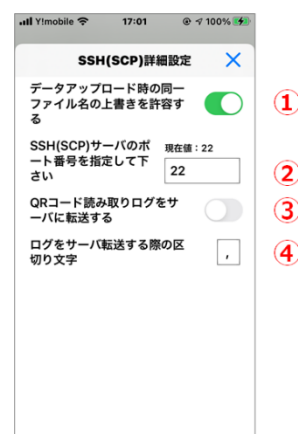 Y!mobile 17:01 100%
SSH(SCP)詳細設定 ×
データアップロード時の同一
ファイル名の上書きを許容す
る
①
SSH(SCP)サーバのポ
ート番号を指定して下
さい
現在値:22
22
②
QRコード読み取りログをサ
ーバに転送する
③
ログをサーバ転送する際の区
切り文字
,
④